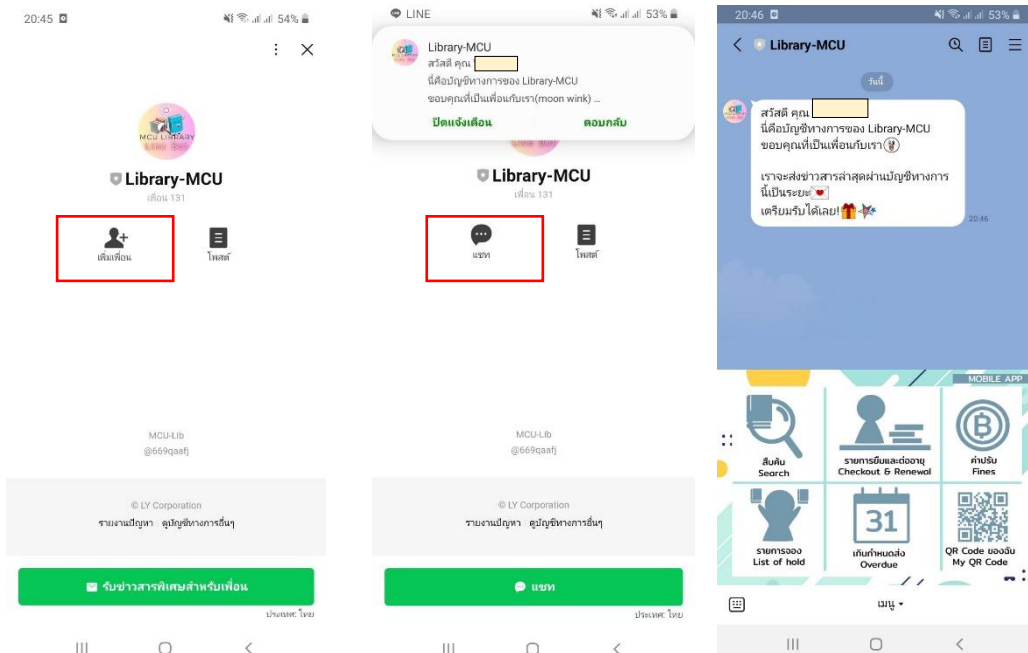 20:45
54%
MCU LIBRARY
LINE BOT
Library-MCU
เพื่อน 131
เพิ่มเพื่อน
โพสต์
MCU-Lib
@669qaafj
© LY Corporation
รายงานปัญหา ดูบัญชีทางการอื่นๆ
รับข่าวสารพิเศษสำหรับเพื่อน
ประเทศ: ไทย
LINE
53%
Library-MCU
สวัสดี คุณ
นี่คือบัญชีทางการของ Library-MCU
ขอบคุณที่เป็นเพื่อนกับเรา(moon wink) ...
ปิดแจ้งเตือน
ตอบกลับ
Library-MCU
เพื่อน 131
แชท
โพสต์
MCU-Lib
@669qaafj
© LY Corporation
รายงานปัญหา ดูบัญชีทางการอื่นๆ
แชท
ประเทศ: ไทย
20:46
53%
Library-MCU
วันนี้
สวัสดี คุณ
นี่คือบัญชีทางการของ Library-MCU
ขอบคุณที่เป็นเพื่อนกับเรา
เราจะส่งข่าวสารล่าสุดผ่านบัญชีทางการ
นี้เป็นระยะ
เตรียมรับได้เลย!
20:46
MOBILE APP
สืบค้น
Search
รายการยืมและต่ออายุ
Checkout & Renewal
ค่าปรับ
Fines
รายการจอง
List of hold
31
เกินกำหนดส่ง
Overdue
QR Code ของฉัน
My QR Code
เมนู